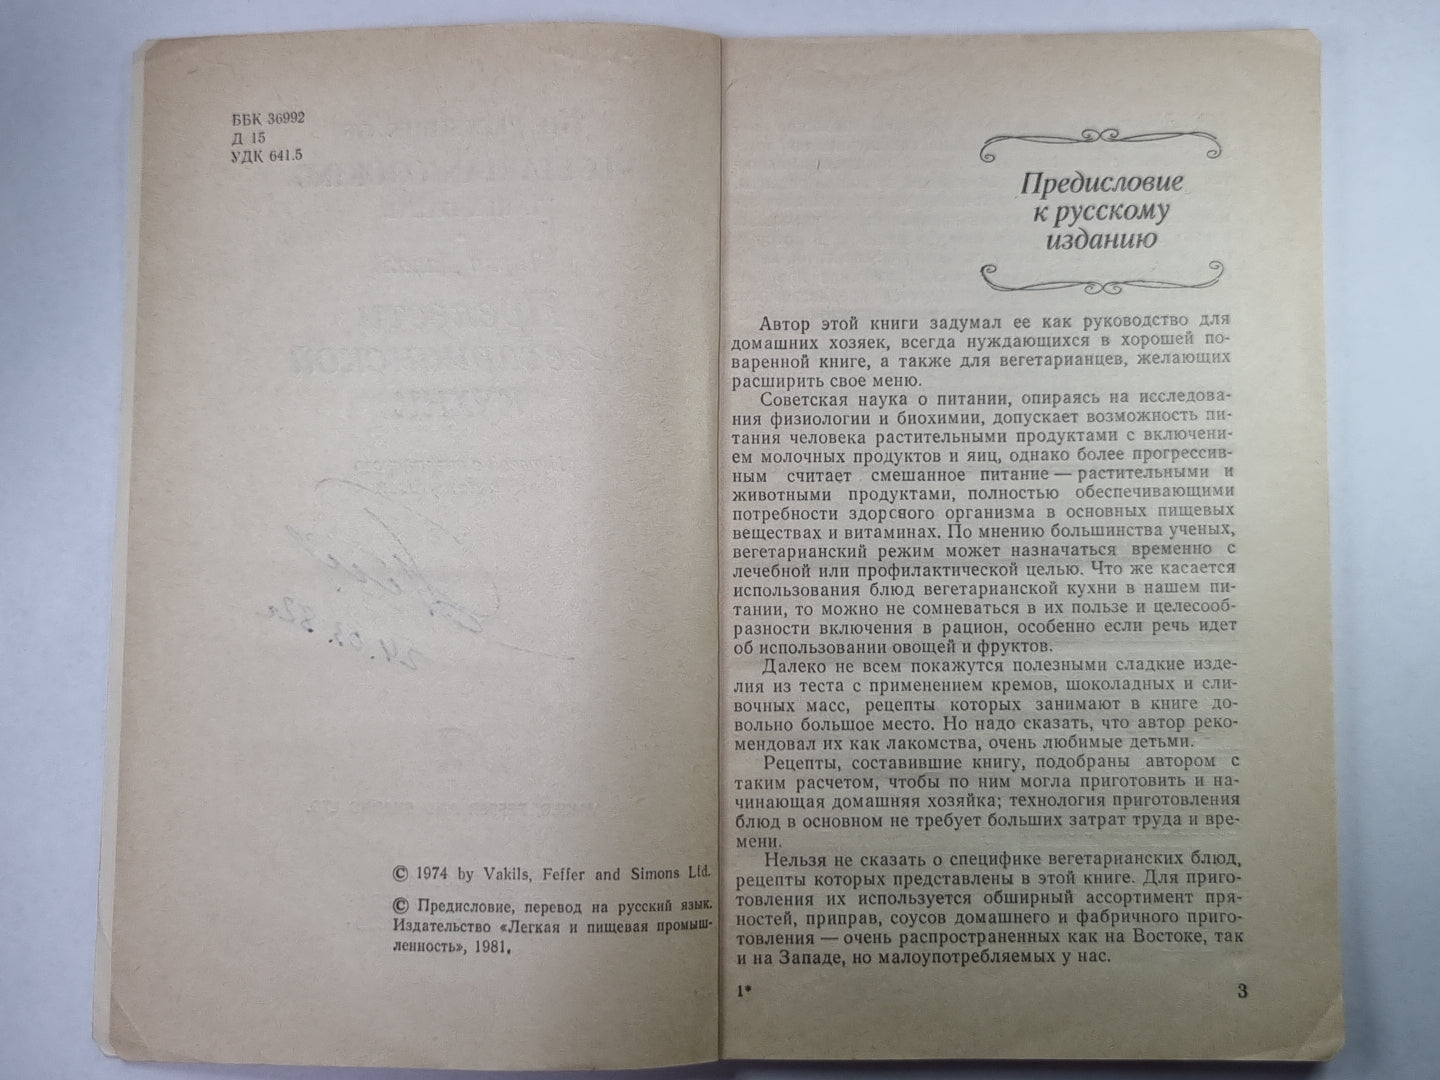 ББК 36992
Д 15
УДК 641.5
© 1974 by Vakils, Feffer and Simons Ltd.
© Предисловие, перевод на русский язык.
Издательство «Легкая и пищевая промыш-
ленность», 1981.
Предисловие
к русскому
изданию
Автор этой книги задумал ее как руководство для
домашних хозяек, всегда нуждающихся в хорошей по-
варенной книге, а также для вегетарианцев, желающих
расширить свое меню.
Советская наука о питании, опираясь на исследова-
ния физиологии и биохимии, допускает возможность пи-
тания человека растительными продуктами с включени-
ем молочных продуктов и яиц, однако более прогрессив-
ным считает смешанное питание — растительными и
животными продуктами, полностью обеспечивающими
потребности здорсвого организма в основных пищевых
веществах и витаминах. По мнению большинства ученых,
вегетарианский режим может назначаться временно с
лечебной или профилактической целью. Что же касается
использования блюд вегетарианской кухни в нашем пи-
тании, то можно не сомневаться в их пользе и целесооб-
разности включения в рацион, особенно если речь идет
об использовании овощей и фруктов.
Далеко не всем покажутся полезными сладкие изде-
лия из теста с применением кремов, шоколадных и сли-
вочных масс, рецепты которых занимают в книге до-
вольно большое место. Но надо сказать, что автор реко-
мендовал их как лакомства, очень любимые детьми.
Рецепты, составившие книгу, подобраны автором с
таким расчетом, чтобы по ним могла приготовить и на-
чинающая домашняя хозяйка; технология приготовления
блюд в основном не требует больших затрат труда и вре-
мени.
Нельзя не сказать о специфике вегетарианских блюд,
рецепты которых представлены в этой книге. Для приго-
товления их используется обширный ассортимент пря-
ностей, приправ, соусов домашнего и фабричного приго-
товления — очень распространенных как на Востоке, так
и на Западе, но малоупотребляемых у нас.
1*
3